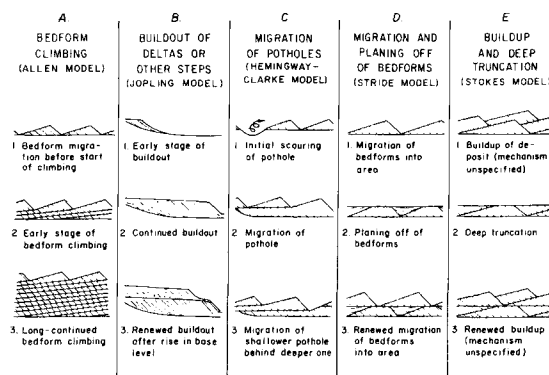 A.
BEDFORM
CLIMBING
(ALLEN MODEL)
1 Bedform migra-
tion before start
of climbing
2 Early stage of
bedform climbing
3. Long-continued
bedform climbing
B.
BUILDOUT OF
DELTAS OR
OTHER STEPS
(JOPLING MODEL)
1. Early stage of
buildout
2 Continued buildout
3. Renewed buildout
after rise in base
level
C
MIGRATION
OF POTHOLES
(HEMINGWAY-
CLARKE MODEL)
1 Initial scouring
of pothole
2 Migration of
pothole
3 Migration of
shallower pothole
behind deeper one
D.
MIGRATION AND
PLANING OFF
OF BEDFORMS
(STRIDE MODEL)
1. Migration of
bedforms into
area
2. Planing off of
bedforms
3. Renewed migration
of bedforms
into area
E
BUILDUP
AND DEEP
TRUNCATION
(STOKES MODEL)
1 Buildup of de-
posit (mechanism
unspecified)
2. Deep truncation
3 Renewed buildup
(mechanism
unspecified)